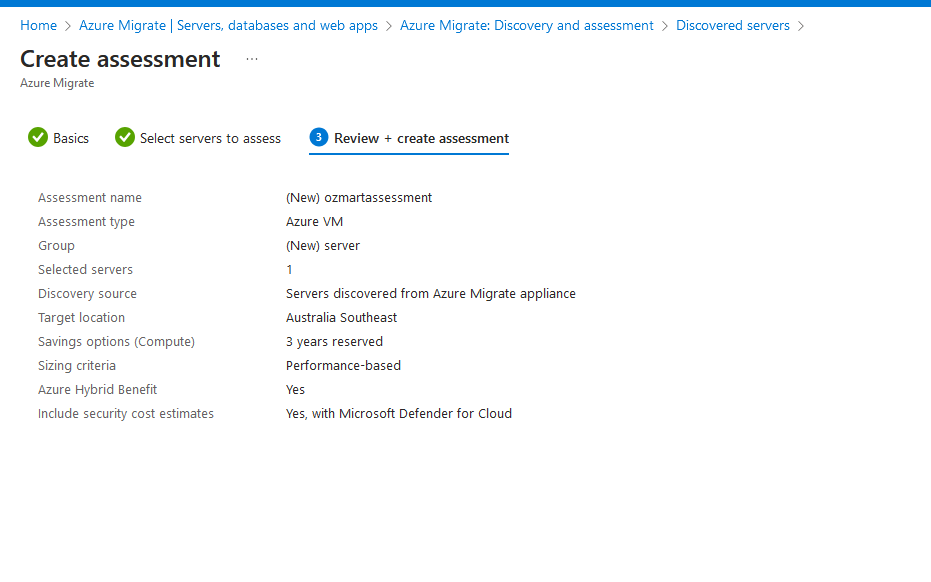 Home > Azure Migrate | Servers, databases and web apps > Azure Migrate: Discovery and assessment > Discovered servers >
Create assessment ...
Azure Migrate
Basics Select servers to assess 3 Review + create assessment
Assessment name (New) ozmartassessment
Assessment type Azure VM
Group (New) server
Selected servers 1
Discovery source Servers discovered from Azure Migrate appliance
Target location Australia Southeast
Savings options (Compute) 3 years reserved
Sizing criteria Performance-based
Azure Hybrid Benefit Yes
Include security cost estimates Yes, with Microsoft Defender for Cloud